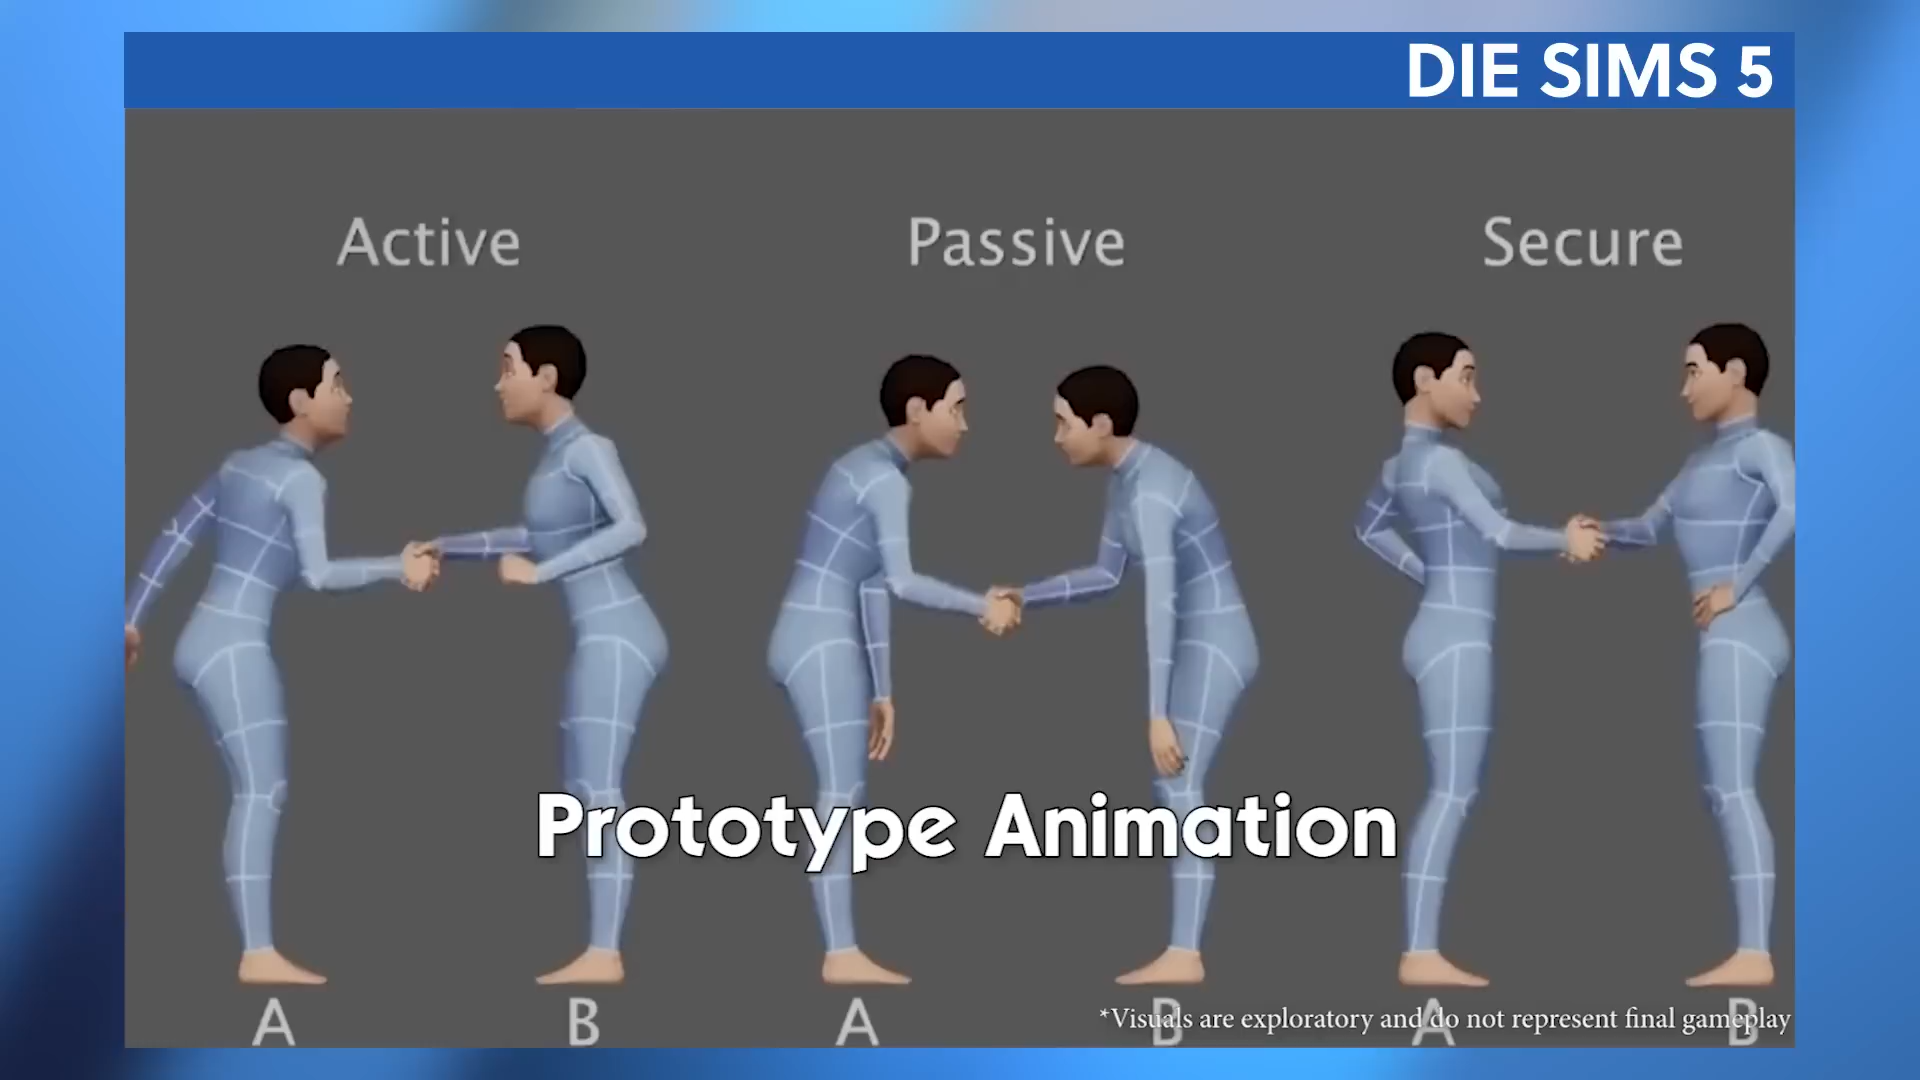 DIE SIMS 5
Active Passive Secure
Prototype Animation
A B A B A B
*Visuals are exploratory and do not represent final gameplay